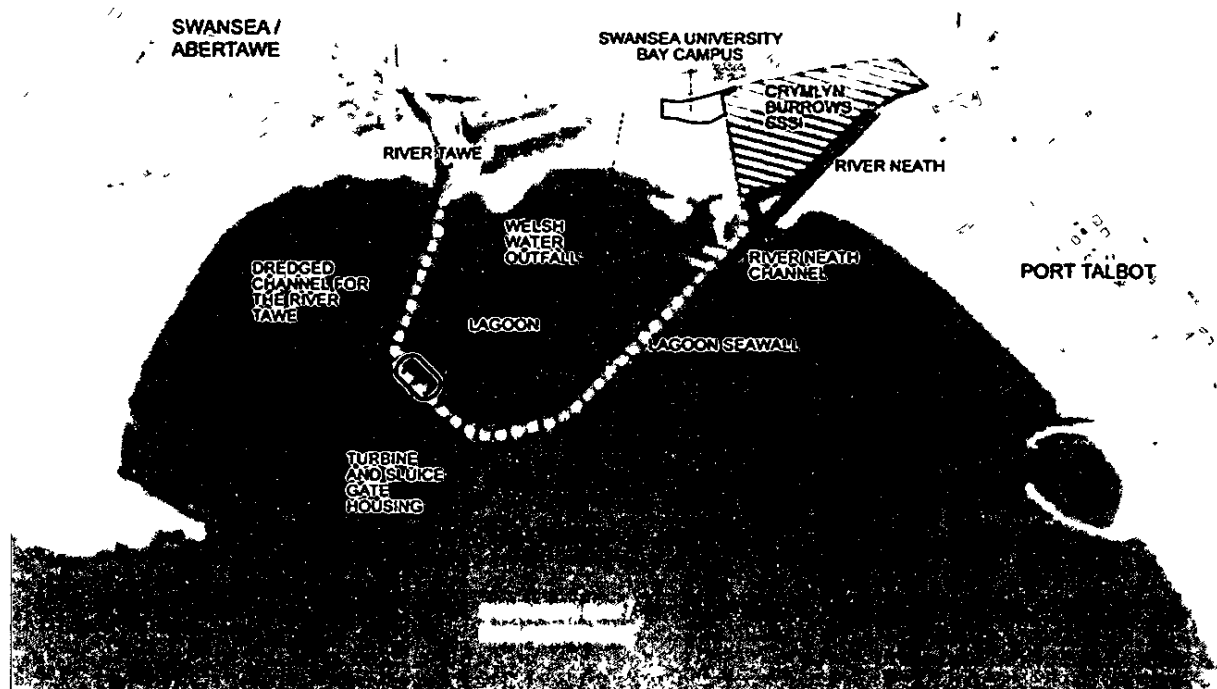 SWANSEA /
ABERTAWE
SWANSEA UNIVERSITY
BAY CAMPUS
CRYMLYN
BURROWS
SSSI
RIVER TAWE
RIVER NEATH
WELSH
WATER
OUTFALL
DREDGED
CHANNEL FOR
THE RIVER
TAWE
RIVER NEATH
CHANNEL
PORT TALBOT
LAGOON
LAGOON SEAWALL
TURBINE
AND SLUICE
GATE
HOUSING